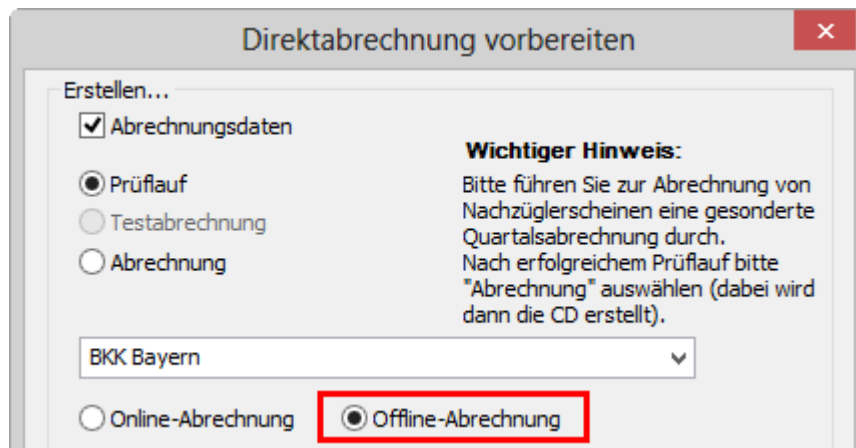 Direktabrechnung vorbereiten
Erstellen...
Abrechnungsdaten
Prüflauf
Testabrechnung
Abrechnung
Wichtiger Hinweis:
Bitte führen Sie zur Abrechnung von
Nachzüglerscheinen eine gesonderte
Quartalsabrechnung durch.
Nach erfolgreichem Prüflauf bitte
"Abrechnung" auswählen (dabei wird
dann die CD erstellt).
BKK Bayern
Online-Abrechnung
Offline-Abrechnung